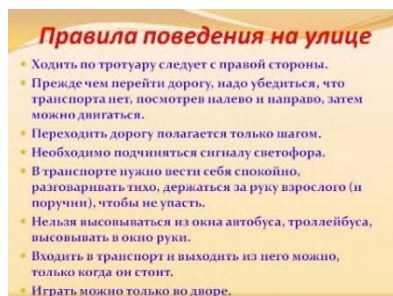 Правила поведения на улице
Ходить по тротуару следует с правой стороны.
Прежде чем перейти дорогу, надо убедиться, что
транспорта нет, посмотрев налево и направо, затем
можно двигаться.
Переходить дорогу полагается только шагом.
Необходимо подчиняться сигналу светофора.
В транспорте нужно вести себя спокойно,
разговаривать тихо, держаться за руку взрослого (и
поручни), чтобы не упасть.
Нельзя высовываться из окна автобуса, троллейбуса,
высовывать в окно руки.
Входить в транспорт и выходить из него можно,
только когда он стоит.
Играть можно только во дворе.